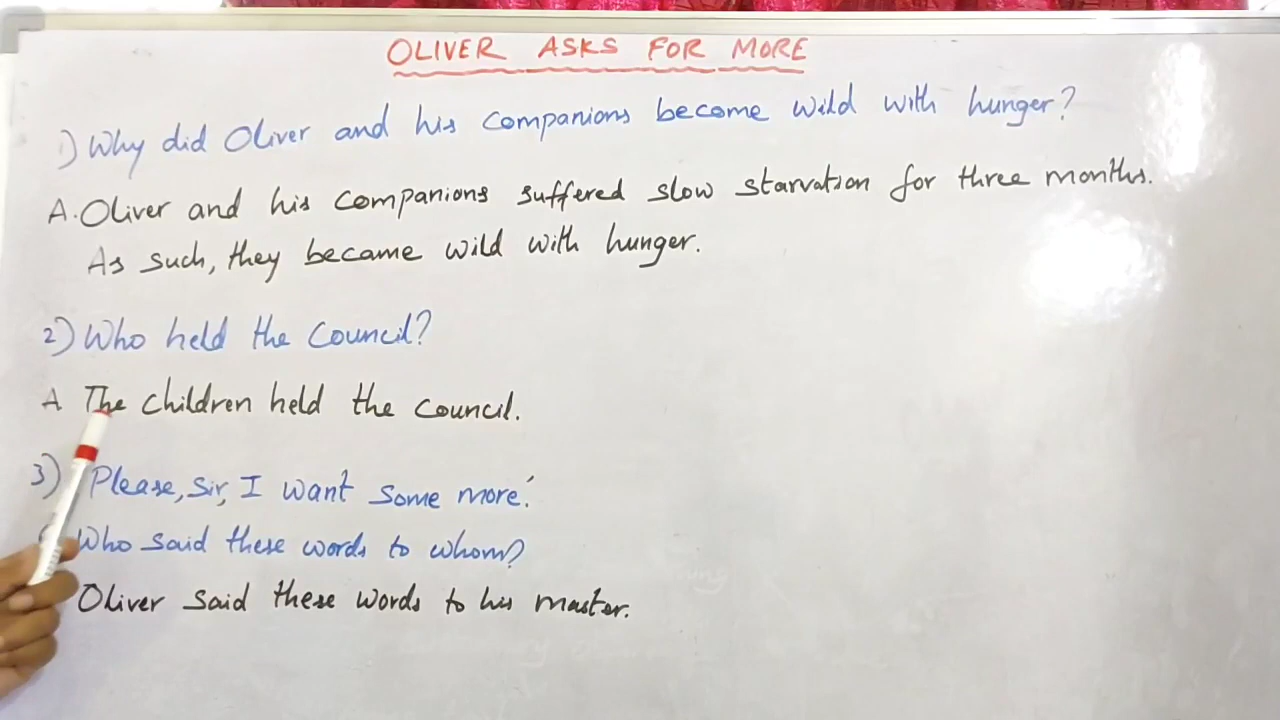 OLIVER ASKS FOR MORE
1) Why did Oliver and his companions become wild with hunger?
A. Oliver and his companions suffered slow starvation for three months.
As such, they became wild with hunger.
2) Who held the Council?
A The children held the council.
3) Please, Sir, I want some more.'
Who said these words to whom?
Oliver said these words to his master.